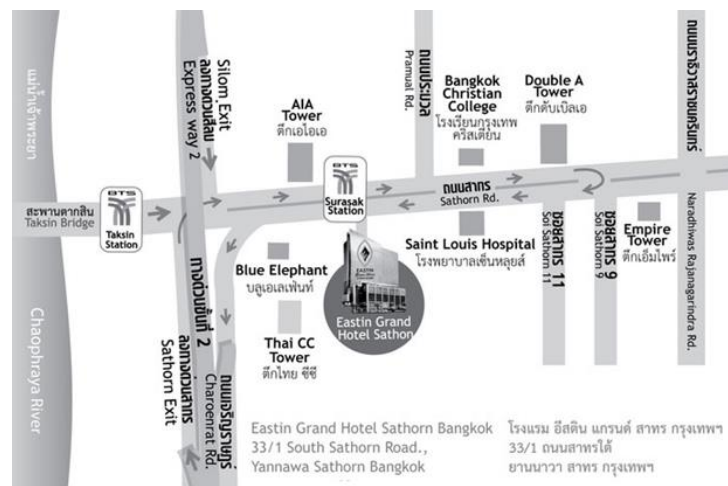 แม่น้ำเจ้าพระยา
Chaophraya River
สะพานตากสิน
Taksin Bridge
BTS
Taksin
Station
Silom Exit
ลงทางด่วนสีลม
Express way 2
ทางด่วนขั้นที่ 2
ลงทางด่วนสาทร
Sathorn Exit
ถนนเจริญราษฎร์
Charoenrat Rd.
AIA
Tower
ตึกเอไอเอ
BTS
Surasak
Station
ถนนประมวล
Pramual Rd.
Bangkok
Christian
College
โรงเรียนกรุงเทพ
คริสเตียน
Double A
Tower
ตึกดับเบิลเอ
ถนนนราธิวาสราชนครินทร์
Naradhiwas Rajanagarindra Rd.
ถนนสาทร
Sathorn Rd.
Saint Louis Hospital
โรงพยาบาลเซ็นหลุยส์
ซอยสาทร 11
Soi Sathorn 11
ซอยสาทร 9
Soi Sathorn 9
Empire
Tower
ตึกเอ็มไพร์
Blue Elephant
บลูเอเลเฟ่นท์
Thai CC
Tower
ตึกไทย ซีซี
EASTIN
Eastin Grand
Hotel Sathon
Eastin Grand Hotel Sathorn Bangkok
33/1 South Sathorn Road.,
Yannawa Sathorn Bangkok
โรงแรม อีสติน แกรนด์ สาทร กรุงเทพฯ
33/1 ถนนสาทรใต้
ยานนาวา สาทร กรุงเทพฯ